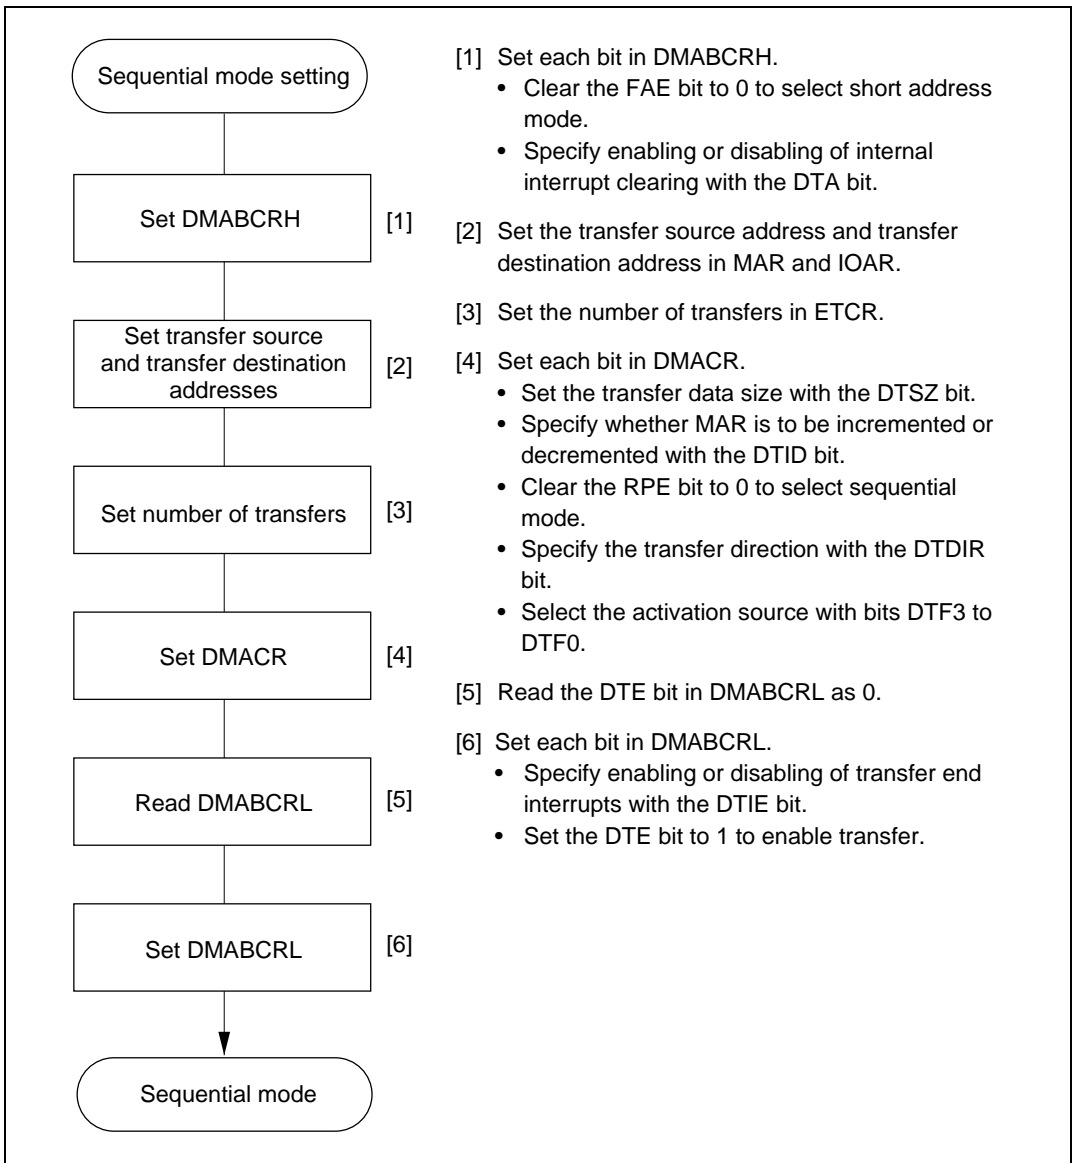 Sequential mode setting
Set DMABCRH
[1]
Set transfer source
and transfer destination
addresses
[2]
Set number of transfers
[3]
Set DMACR
[4]
Read DMABCRL
[5]
Set DMABCRL
[6]
Sequential mode
[1] Set each bit in DMABCRH.
• Clear the FAE bit to 0 to select short address
mode.
• Specify enabling or disabling of internal
interrupt clearing with the DTA bit.
[2] Set the transfer source address and transfer
destination address in MAR and IOAR.
[3] Set the number of transfers in ETCR.
[4] Set each bit in DMACR.
• Set the transfer data size with the DTSZ bit.
• Specify whether MAR is to be incremented or
decremented with the DTID bit.
• Clear the RPE bit to 0 to select sequential
mode.
• Specify the transfer direction with the DTDIR
bit.
• Select the activation source with bits DTF3 to
DTF0.
[5] Read the DTE bit in DMABCRL as 0.
[6] Set each bit in DMABCRL.
• Specify enabling or disabling of transfer end
interrupts with the DTIE bit.
• Set the DTE bit to 1 to enable transfer.